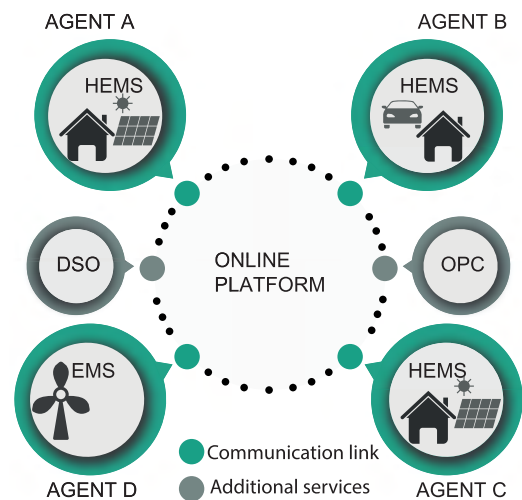 AGENT A
AGENT B
HEMS
HEMS
DSO
ONLINE
PLATFORM
OPC
EMS
HEMS
Communication link
Additional services
AGENT D
AGENT C